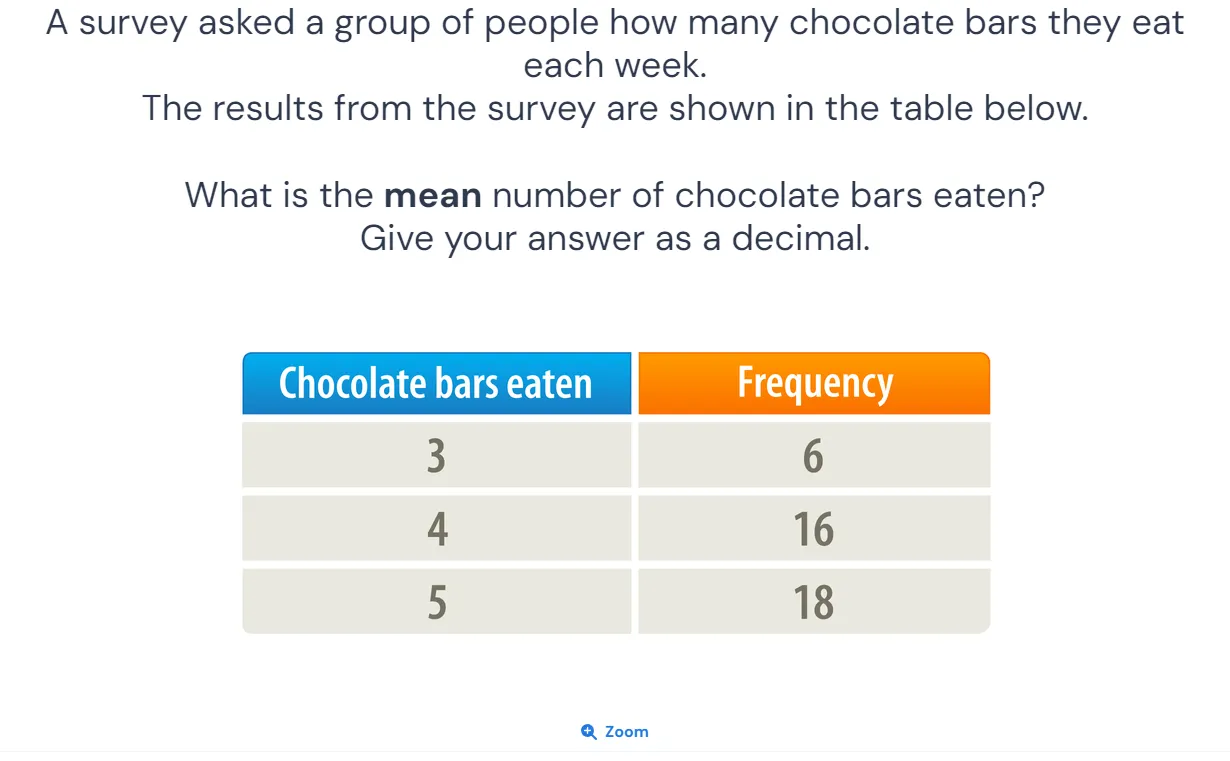 A survey asked a group of people how many chocolate bars they eat
each week.
The results from the survey are shown in the table below.
What is the mean number of chocolate bars eaten?
Give your answer as a decimal.
Chocolate bars eaten Frequency
3 6
4 16
5 18
Zoom